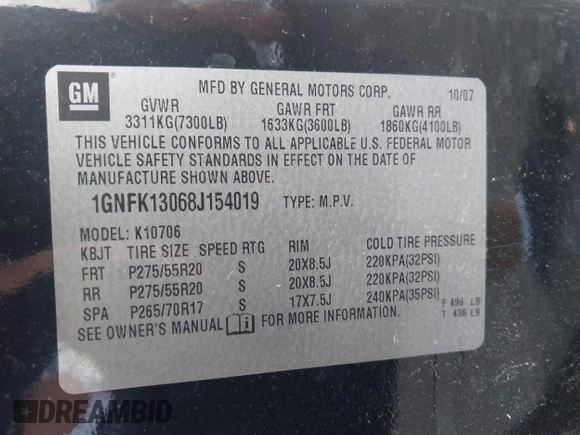 GM
MFD BY GENERAL MOTORS CORP. 10/07
GVWR GAWR FRT GAWR RR
3311KG(7300LB) 1633KG(3600LB) 1860KG(4100LB)
THIS VEHICLE CONFORMS TO ALL APPLICABLE U.S. FEDERAL MOTOR
VEHICLE SAFETY STANDARDS IN EFFECT ON THE DATE OF
MANUFACTURE SHOWN ABOVE.
1GNFK13068J154019 TYPE: M.P.V.
MODEL: K10706
KBJT TIRE SIZE SPEED RTG RIM COLD TIRE PRESSURE
FRT P275/55R20 S 20X8.5J 220KPA(32PSI)
RR P275/55R20 S 20X8.5J 220KPA(32PSI)
SPA P265/70R17 S 17X7.5J 240KPA(35PSI)
F 496 LB
SEE OWNER'S MANUAL FOR MORE INFORMATION. T 436 LB
DREAMBID